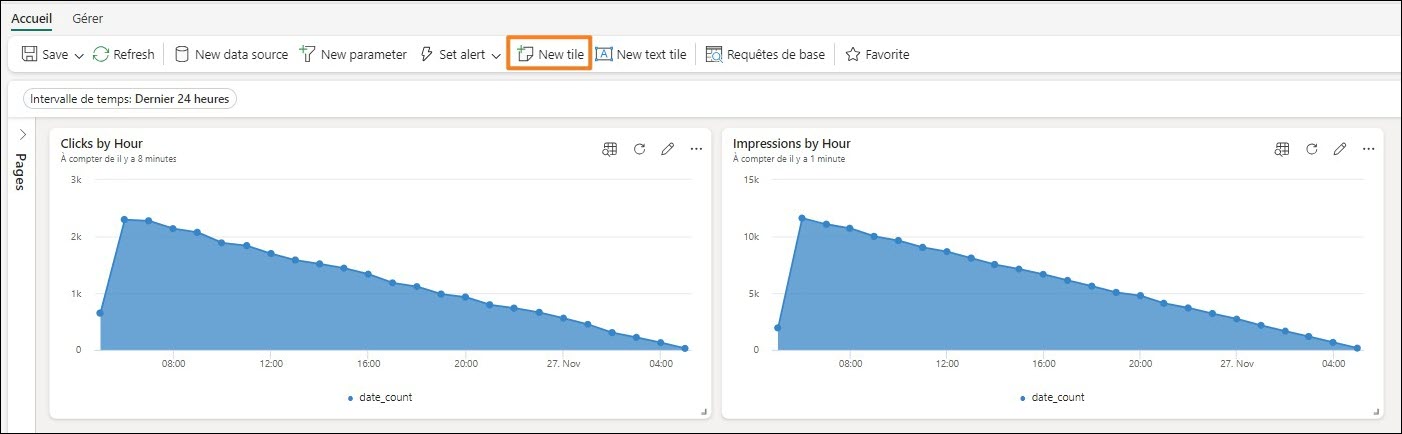 Accueil Gérer
Save Refresh New data source New parameter Set alert New tile New text tile Requêtes de base Favorite
Intervalle de temps: Dernier 24 heures
Pages
Clicks by Hour
À compter de il y a 8 minutes
3k
2k
1k
0
08:00 12:00 16:00 20:00 27. Nov 04:00
date_count
Impressions by Hour
À compter de il y a 1 minute
15k
10k
5k
0
08:00 12:00 16:00 20:00 27. Nov 04:00
date_count